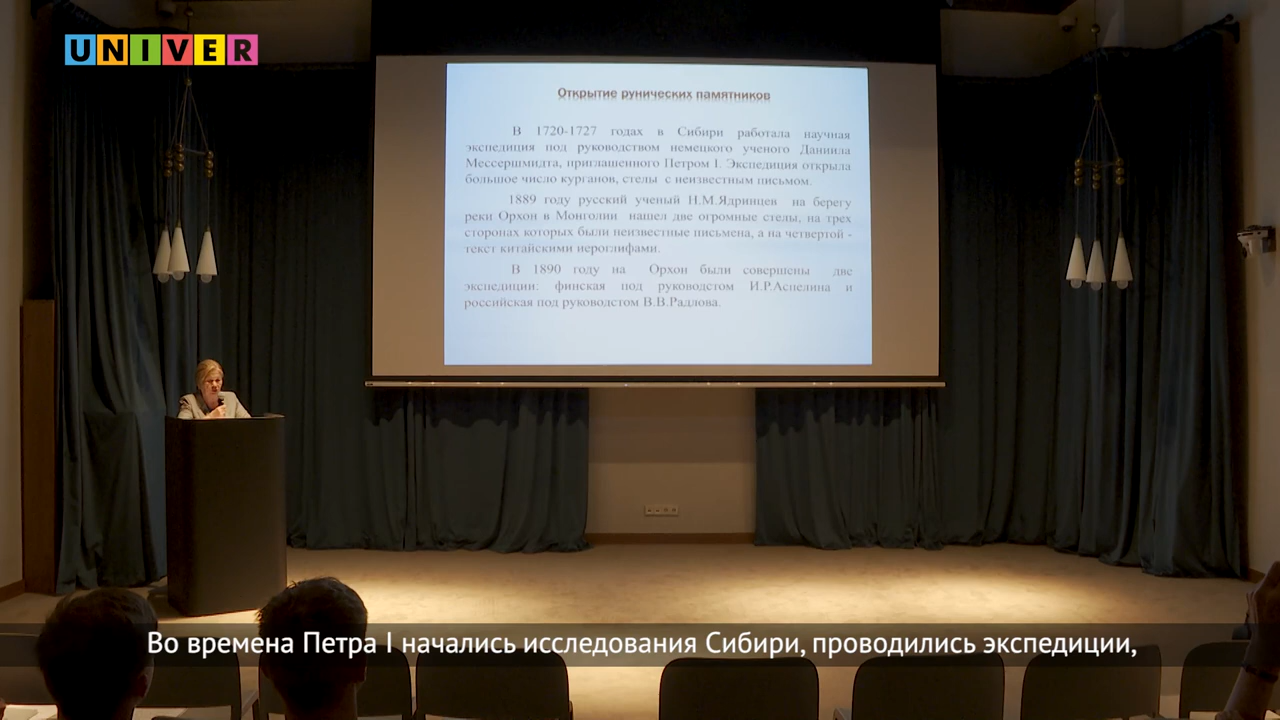 UNIVER
Открытие рунических памятников
В 1720-1727 годах в Сибири работала научная
экспедиция под руководством немецкого ученого Даниила
Мессершмидта, приглашенного Петром I. Экспедиция открыла
большое число курганов, стелы с неизвестным письмом.
1889 году русский ученый Н.М.Ядринцев на берегу
реки Орхон в Монголии нашел две огромные стелы, на трех
сторонах которых были неизвестные письмена, а на четвертой -
текст китайскими иероглифами.
В 1890 году на Орхон были совершены две
экспедиции: финская под руководстом И.Р.Аспелина и
российская под руководстом В.В.Радлова.
Во времена Петра I начались исследования Сибири, проводились экспедиции,